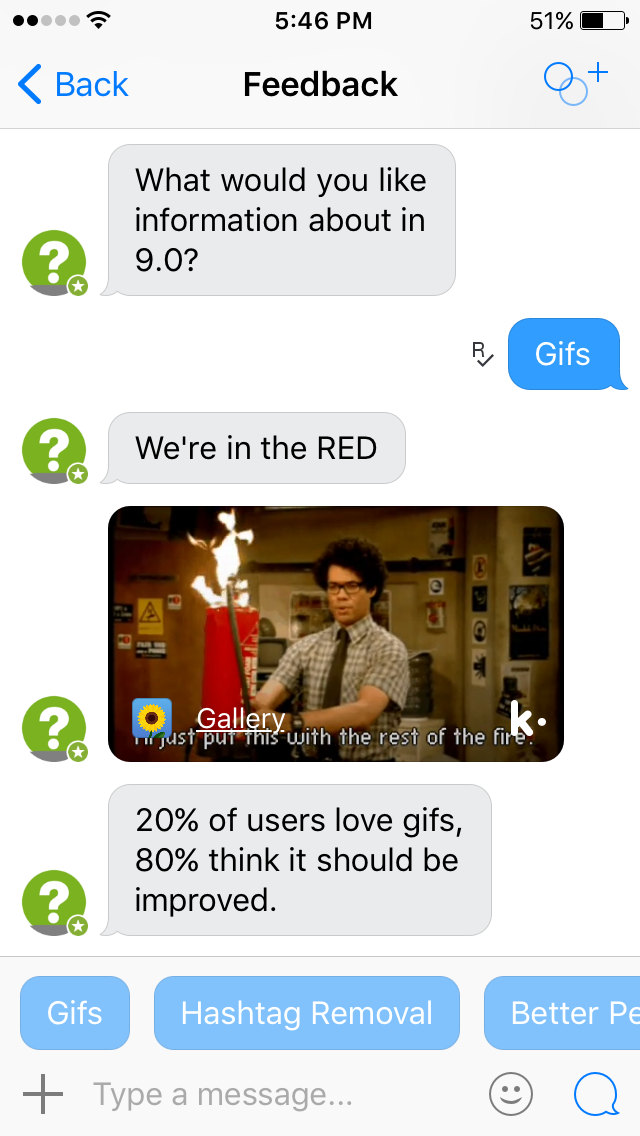 5:46 PM
51%
Back
Feedback
What would you like
information about in
9.0?
R
Gifs
We're in the RED
Gallery
I'll just put this with the rest of the fire.
k
20% of users love gifs,
80% think it should be
improved.
Gifs
Hashtag Removal
Better Pe
Type a message...